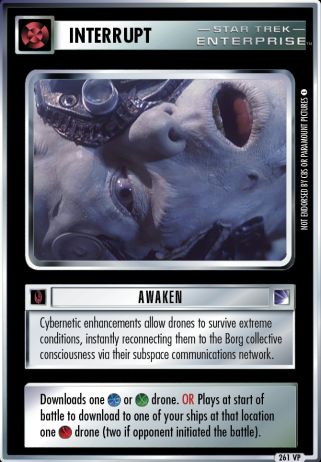 INTERRUPT
STAR TREK
ENTERPRISE™
NOT ENDORSED BY CBS OR PARAMOUNT PICTURES
AWAKEN
Cybernetic enhancements allow drones to survive extreme
conditions, instantly reconnecting them to the Borg collective
consciousness via their subspace communications network.
Downloads one or drone. OR Plays at start of
battle to download to one of your ships at that location
one drone (two if opponent initiated the battle).
261 VP